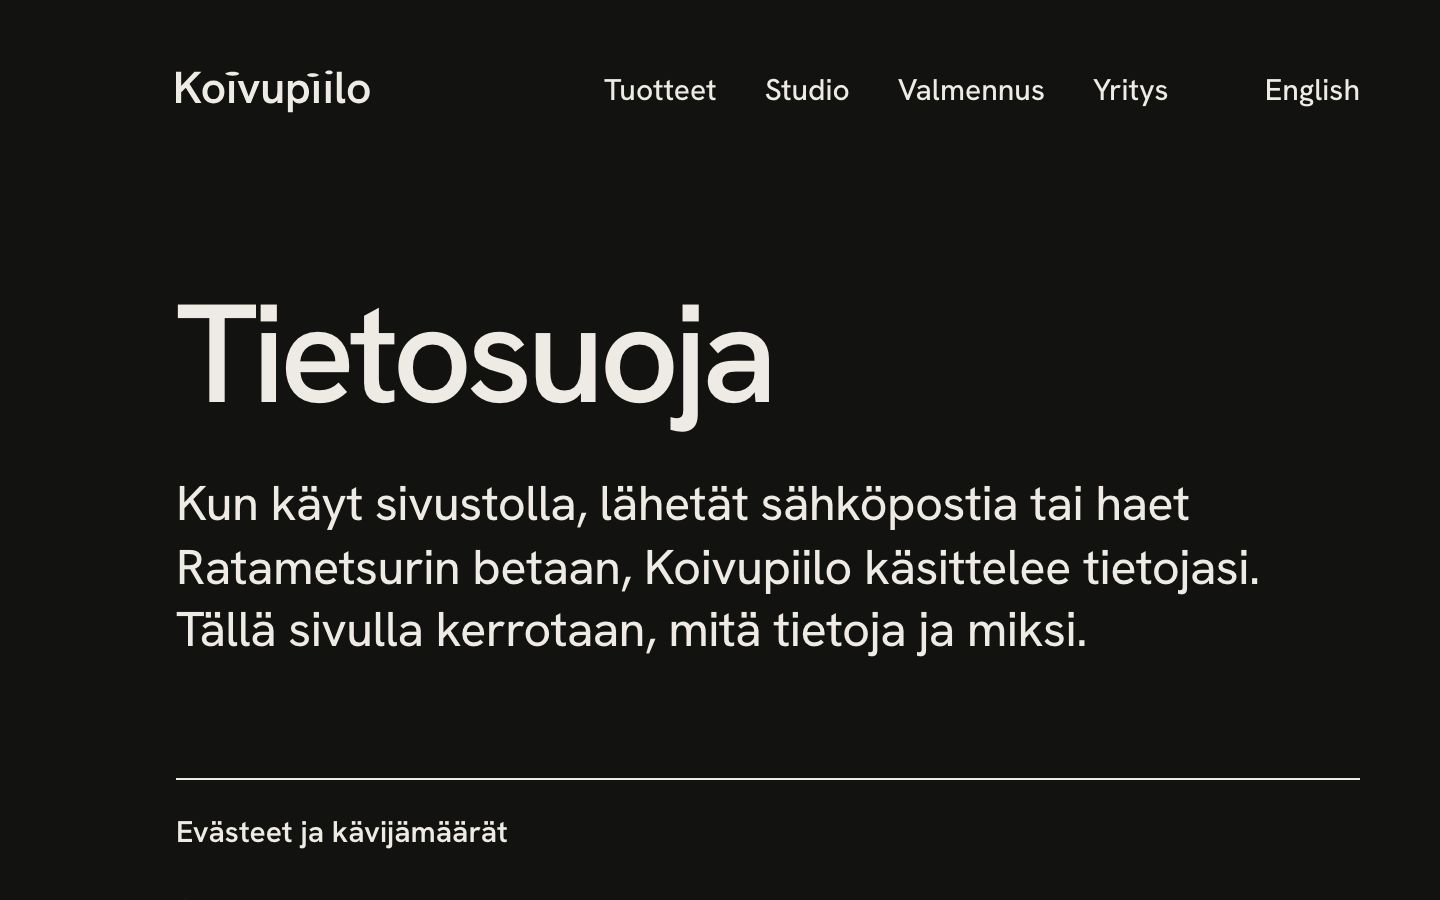 Koivupiilo
Tuotteet Studio Valmennus Yritys English
Tietosuoja
Kun käyt sivustolla, lähetät sähköpostia tai haet
Ratametsurin betaan, Koivupiilo käsittelee tietojasi.
Tällä sivulla kerrotaan, mitä tietoja ja miksi.
Evästeet ja kävijämäärät